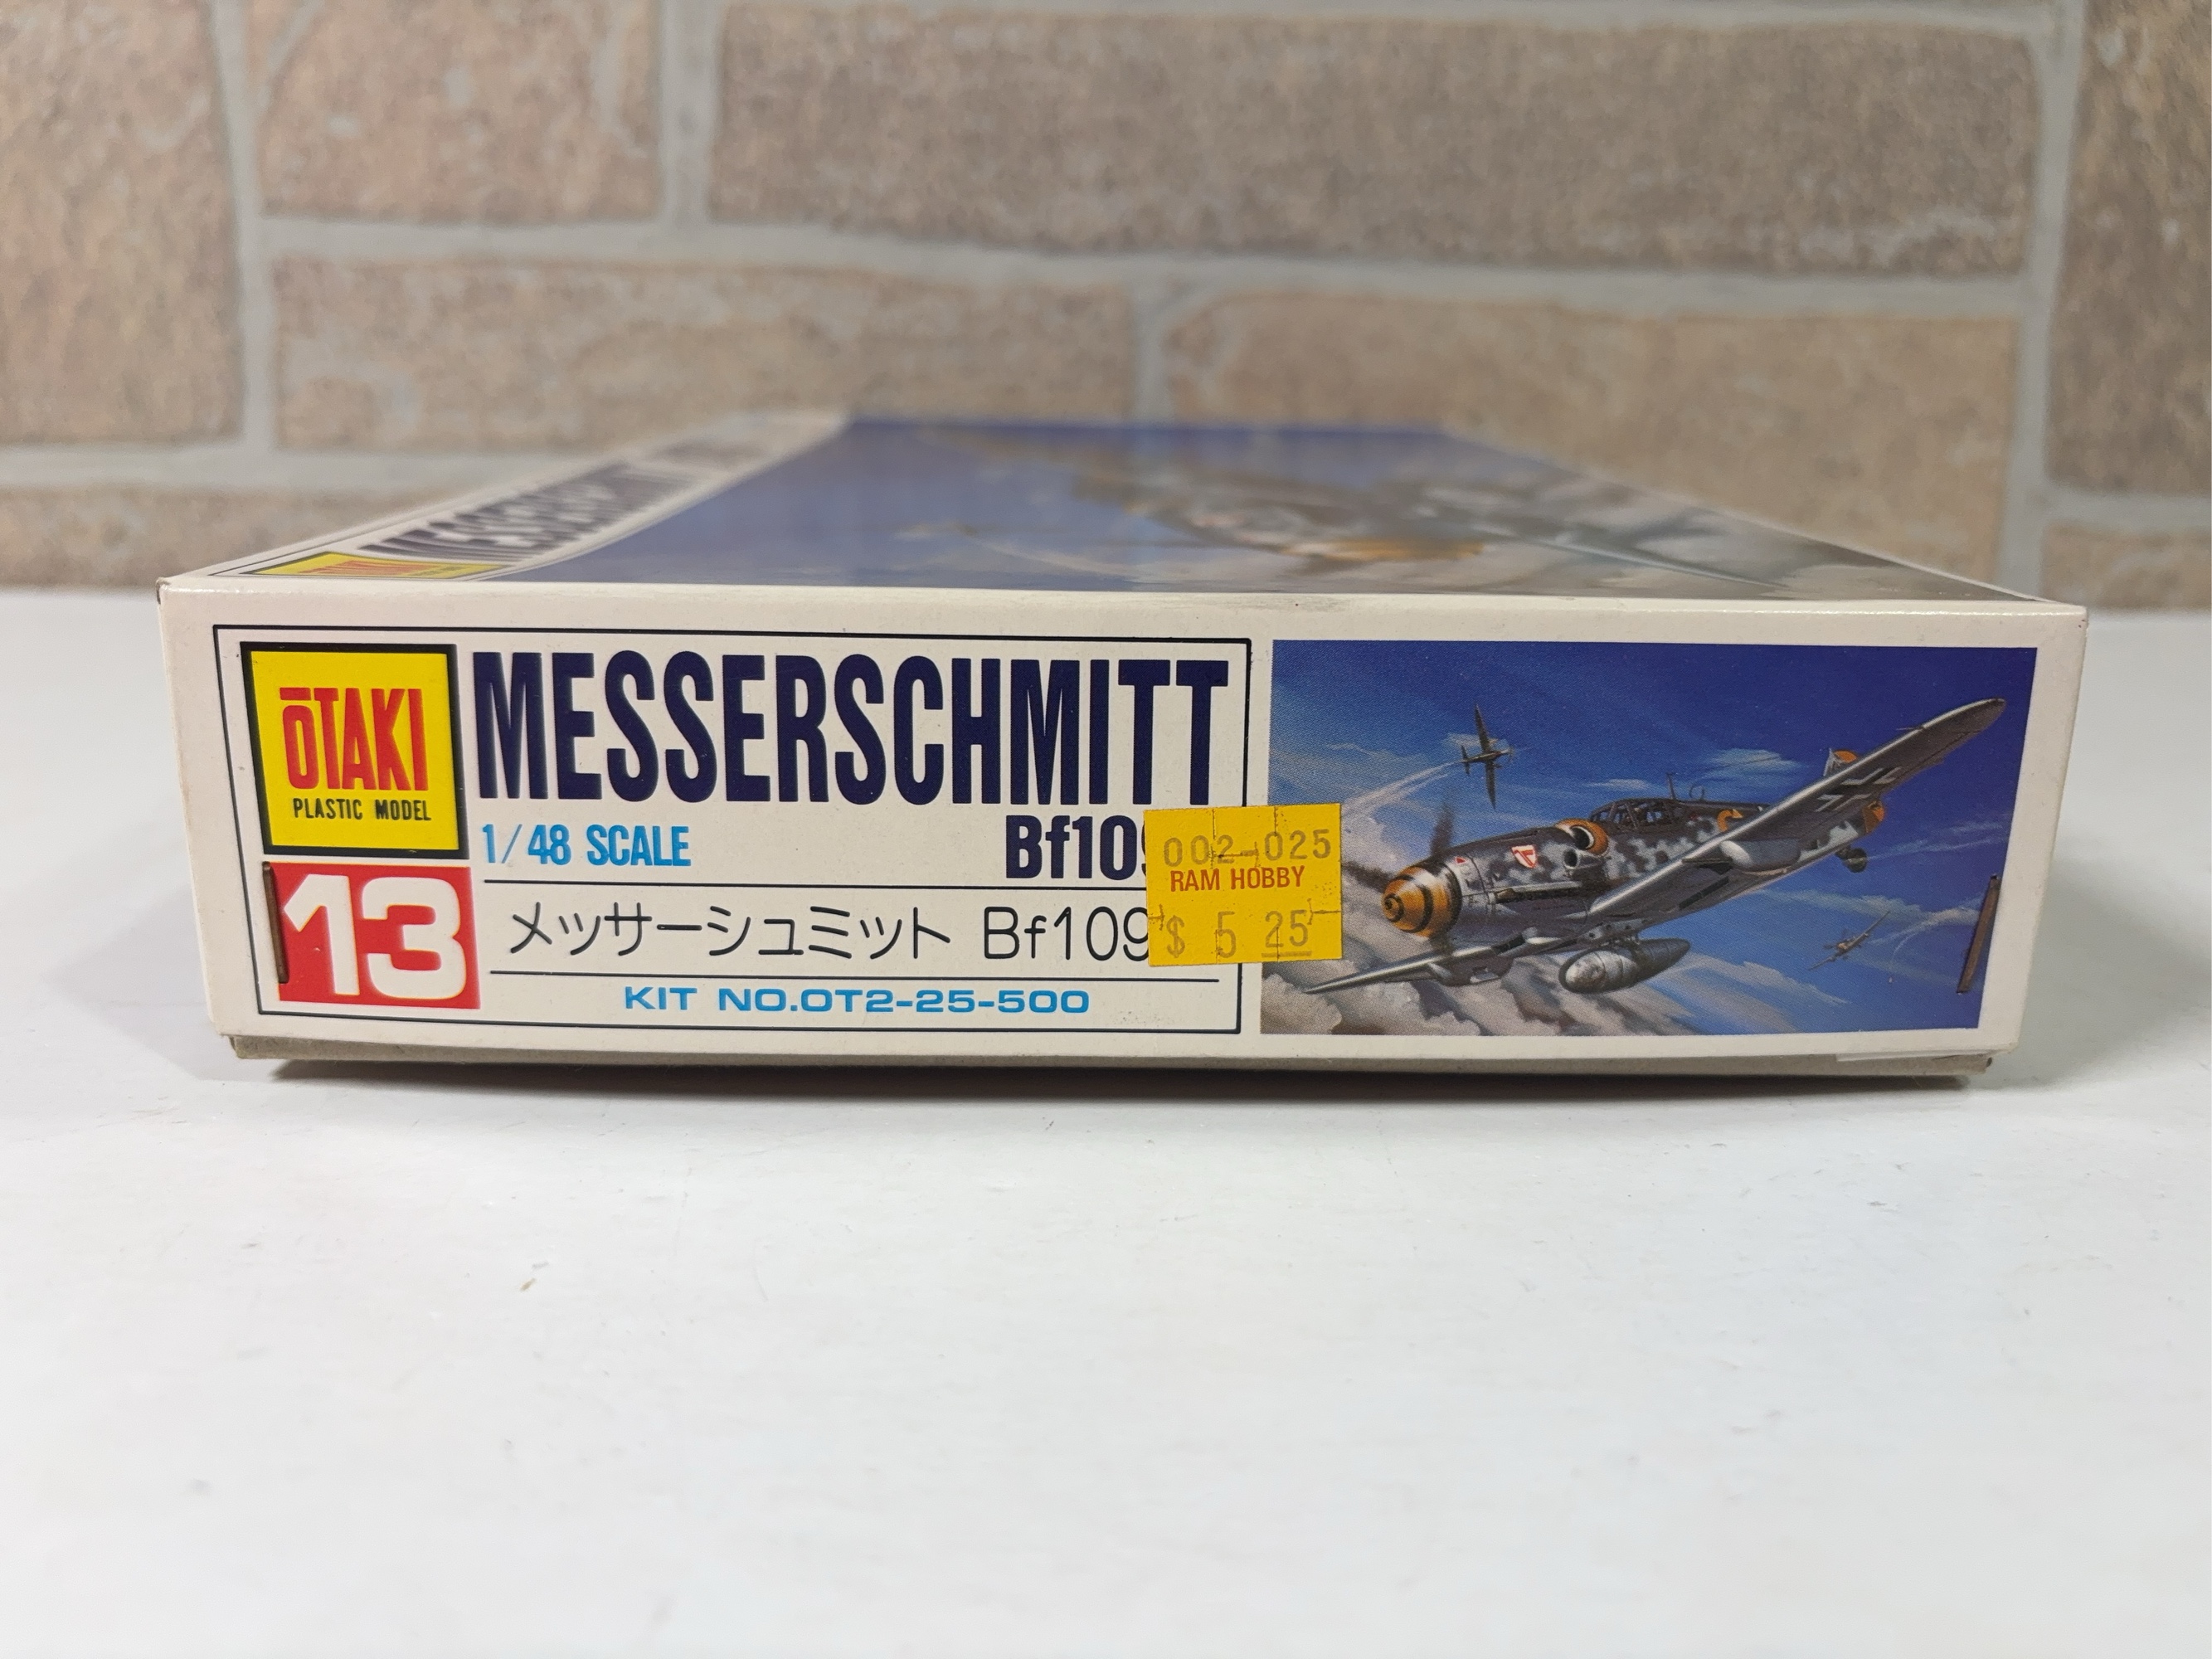 MESSERSCHMITT
ŌTAKI
PLASTIC MODEL
MESSERSCHMITT
1/48 SCALE
Bf109
13
メッサーシュミット Bf109
KIT NO.OT2-25-500
002-025
RAM HOBBY
$ 5 25